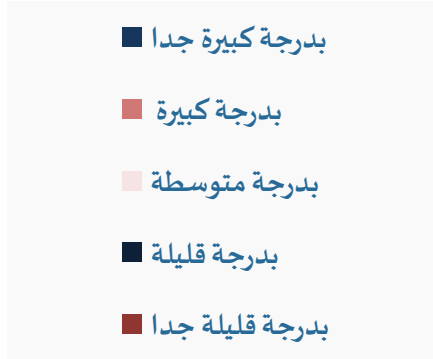 بدرجة كبيرة جدا
بدرجة كبيرة
بدرجة متوسطة
بدرجة قليلة
بدرجة قليلة جدا